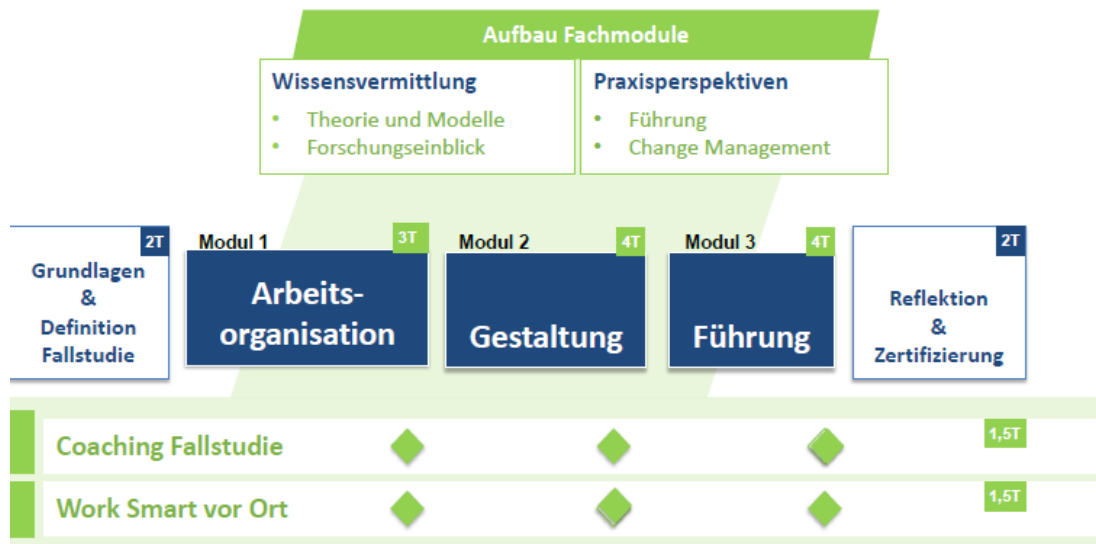 Aufbau Fachmodule
Wissensvermittlung
• Theorie und Modelle
• Forschungseinblick
Praxisperspektiven
• Führung
• Change Management
2T
Grundlagen
&
Definition
Fallstudie
Modul 1
3T
Arbeits-
organisation
Modul 2
4T
Gestaltung
Modul 3
4T
Führung
2T
Reflektion
&
Zertifizierung
Coaching Fallstudie
1,5T
Work Smart vor Ort
1,5T